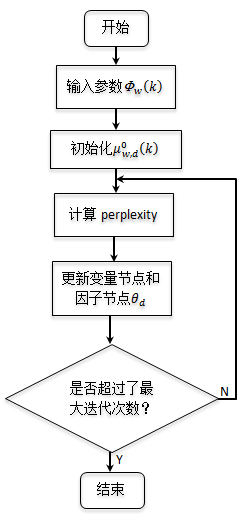 开始
输入参数Φw(k)
初始化μ⁰w,d(k)
计算 perplexity
更新变量节点和
因子节点θd
是否超过了最
大迭代次数？
N
Y
结束